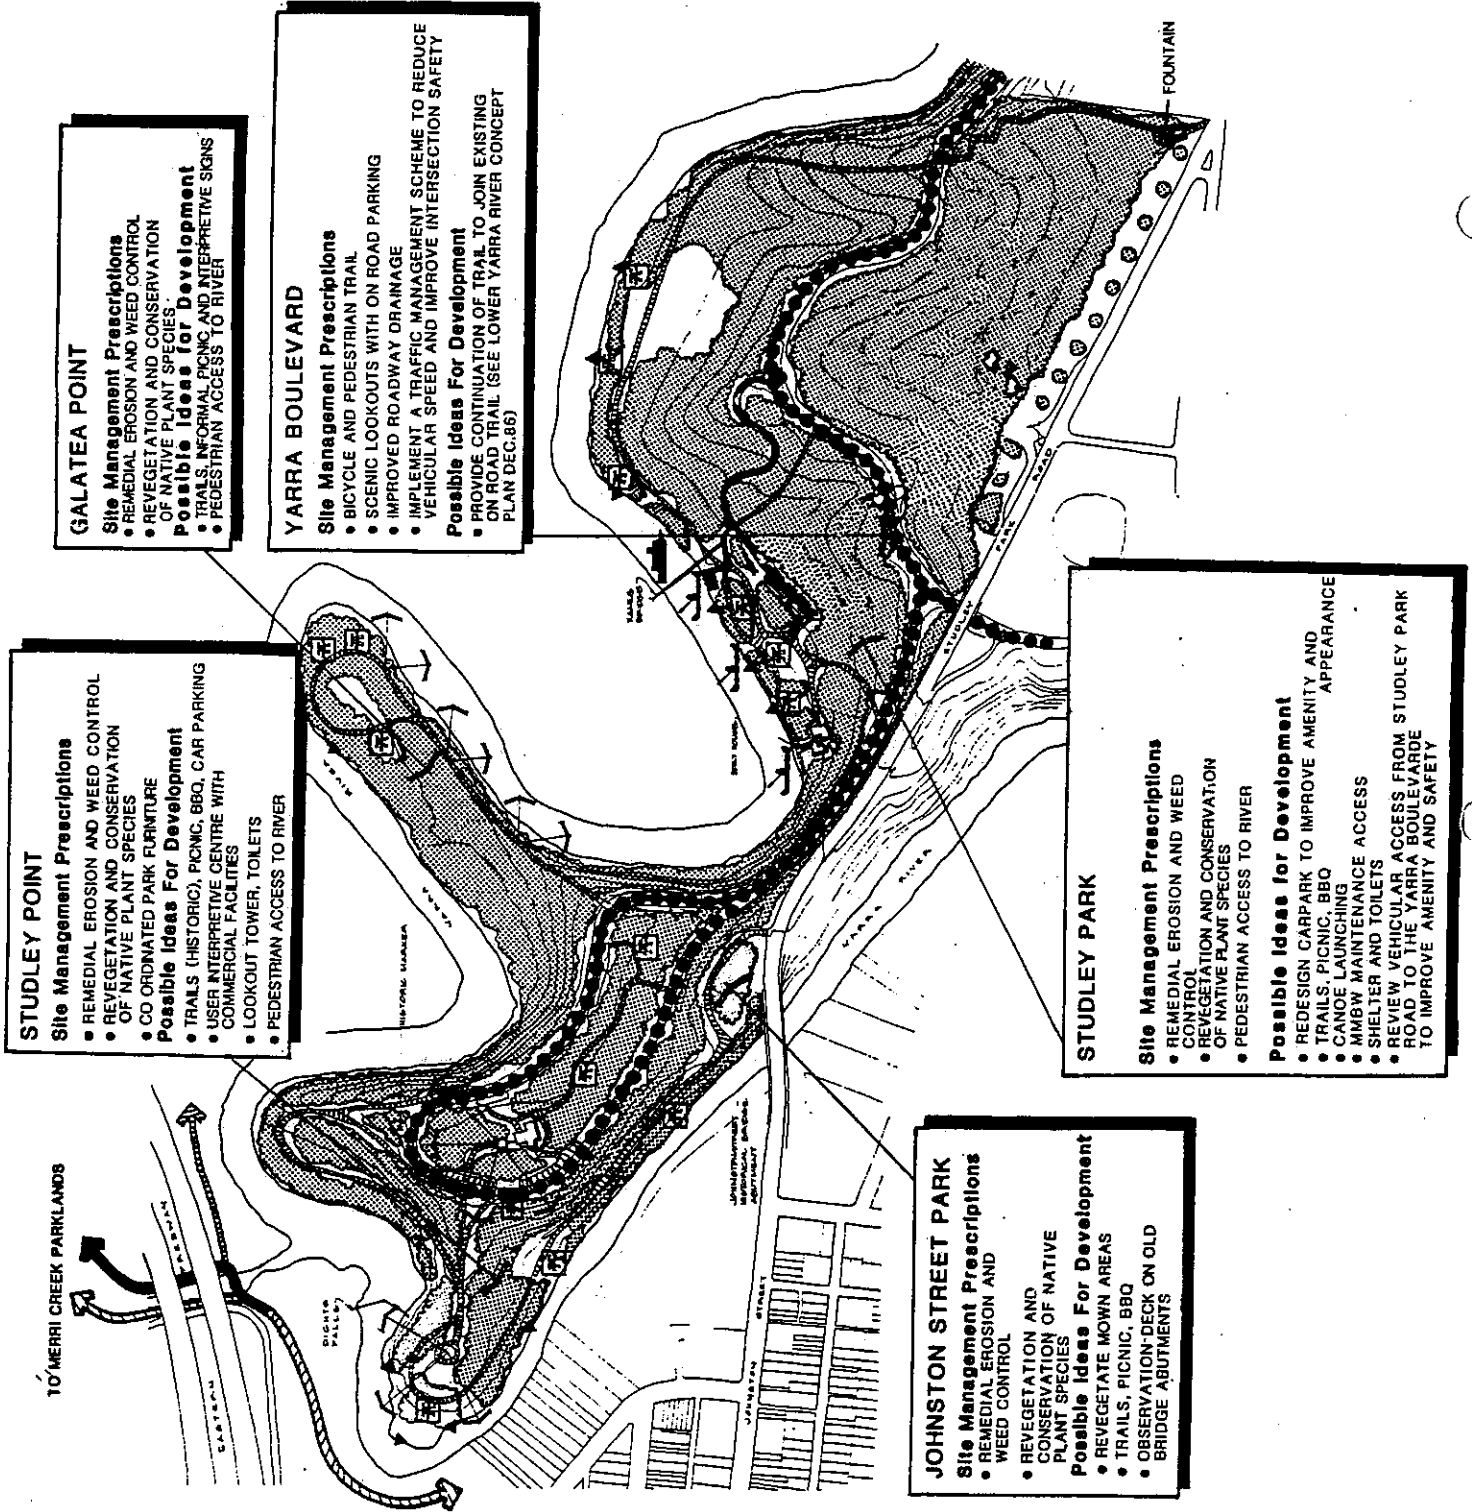 STUDLEY POINT
Site Management Prescriptions
• REMEDIAL EROSION AND WEED CONTROL
• REVEGETATION AND CONSERVATION
OF NATIVE PLANT SPECIES
• CO ORDINATED PARK FURNITURE
Possible Ideas For Development
• TRAILS (HISTORIC), PICNIC, BBQ, CAR PARKING
• USER INTERPRETIVE CENTRE WITH
COMMERCIAL FACILITIES
• LOOKOUT TOWER, TOILETS
• PEDESTRIAN ACCESS TO RIVER
GALATEA POINT
Site Management Prescriptions
• REMEDIAL EROSION AND WEED CONTROL
• REVEGETATION AND CONSERVATION
OF NATIVE PLANT SPECIES
Possible Ideas for Development
• TRAILS, INFORMAL PICNIC AND INTERPRETIVE SIGNS
• PEDESTRIAN ACCESS TO RIVER
YARRA BOULEVARD
Site Management Prescriptions
• BICYCLE AND PEDESTRIAN TRAIL
• SCENIC LOOKOUTS WITH ON ROAD PARKING
• IMPROVED ROADWAY DRAINAGE
• IMPLEMENT A TRAFFIC MANAGEMENT SCHEME TO REDUCE
VEHICULAR SPEED AND IMPROVE INTERSECTION SAFETY
Possible Ideas For Development
• PROVIDE CONTINUATION OF TRAIL TO JOIN EXISTING
ON ROAD TRAIL (SEE LOWER YARRA RIVER CONCEPT
PLAN DEC.86)
TO MERRI CREEK PARKLANDS
EASTERN
FREEWAY
DIGHTS
FALLS
HISTORIC MARKER
YARRA
RIVER
FOUNTAIN
STUDLEY
PARK
ROAD
YARRA
RIVER
JOHNSTON
STREET
JOHNSTON STREET PARK
Site Management Prescriptions
• REMEDIAL EROSION AND
WEED CONTROL
• REVEGETATION AND
CONSERVATION OF NATIVE
PLANT SPECIES
Possible Ideas For Development
• REVEGETATE MOWN AREAS
• TRAILS, PICNIC, BBQ
• OBSERVATION DECK ON OLD
BRIDGE ABUTMENTS
STUDLEY PARK
Site Management Prescriptions
• REMEDIAL EROSION AND WEED
CONTROL
• REVEGETATION AND CONSERVATION
OF NATIVE PLANT SPECIES
• PEDESTRIAN ACCESS TO RIVER
Possible Ideas for Development
• REDESIGN CARPARK TO IMPROVE AMENITY AND
APPEARANCE
• TRAILS, PICNIC, BBQ
• CANOE LAUNCHING
• MMBW MAINTENANCE ACCESS
• SHELTER AND TOILETS
• REVIEW VEHICULAR ACCESS FROM STUDLEY PARK
ROAD TO THE YARRA BOULEVARDE
TO IMPROVE AMENITY AND SAFETY